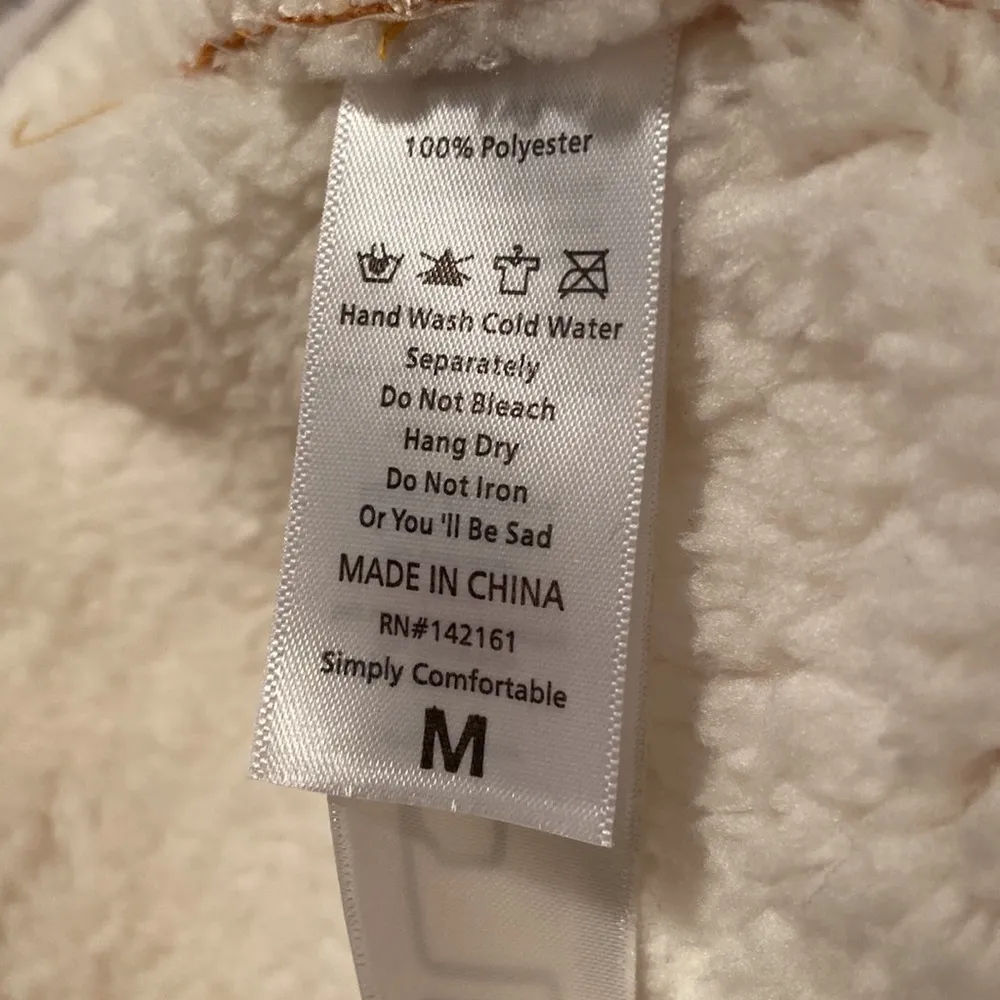 100% Polyester
Hand Wash Cold Water
Separately
Do Not Bleach
Hang Dry
Do Not Iron
Or You 'll Be Sad
MADE IN CHINA
RN#142161
Simply Comfortable
M